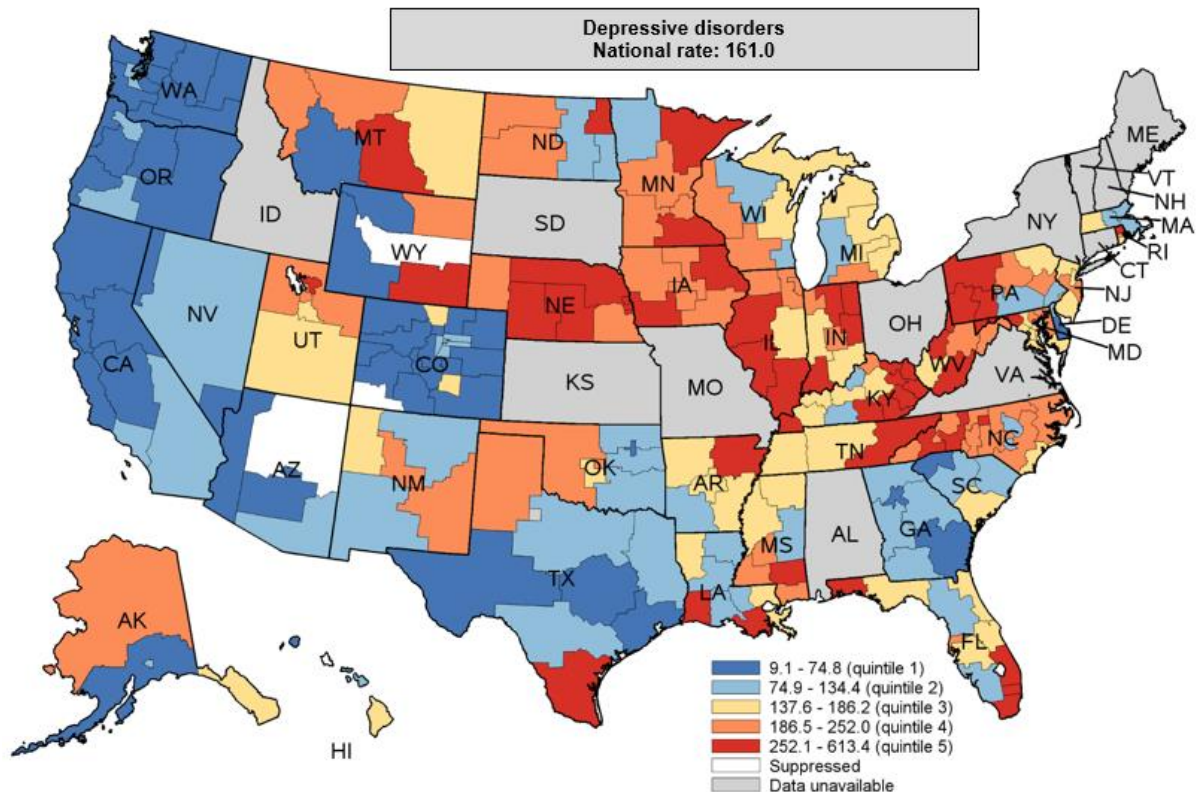 Depressive disorders
National rate: 161.0
WA
MT
ND
ME
OR
MN
VT
ID
SD
WI
NY
NH
WY
MI
MA
RI
IA
CT
NE
PA
NV
OH
NJ
UT
IL
IN
DE
CA
CO
WV
MD
KS
MO
VA
KY
NC
AZ
NM
OK
TN
AR
SC
GA
MS
AL
TX
LA
AK
FL
HI
9.1 - 74.8 (quintile 1)
74.9 - 134.4 (quintile 2)
137.6 - 186.2 (quintile 3)
186.5 - 252.0 (quintile 4)
252.1 - 613.4 (quintile 5)
Suppressed
Data unavailable